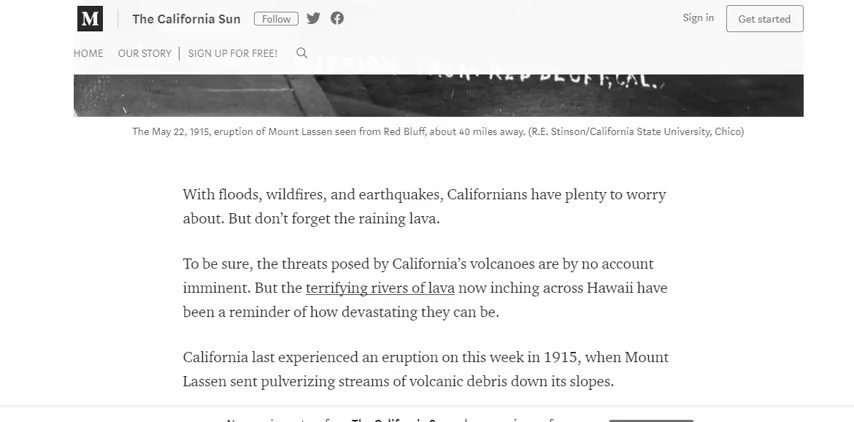 M
The California Sun
Follow
Sign in
Get started
HOME
OUR STORY
SIGN UP FOR FREE!
FROM RED BLUFF, CAL.
The May 22, 1915, eruption of Mount Lassen seen from Red Bluff, about 40 miles away. (R.E. Stinson/California State University, Chico)
With floods, wildfires, and earthquakes, Californians have plenty to worry
about. But don’t forget the raining lava.
To be sure, the threats posed by California’s volcanoes are by no account
imminent. But the terrifying rivers of lava now inching across Hawaii have
been a reminder of how devastating they can be.
California last experienced an eruption on this week in 1915, when Mount
Lassen sent pulverizing streams of volcanic debris down its slopes.